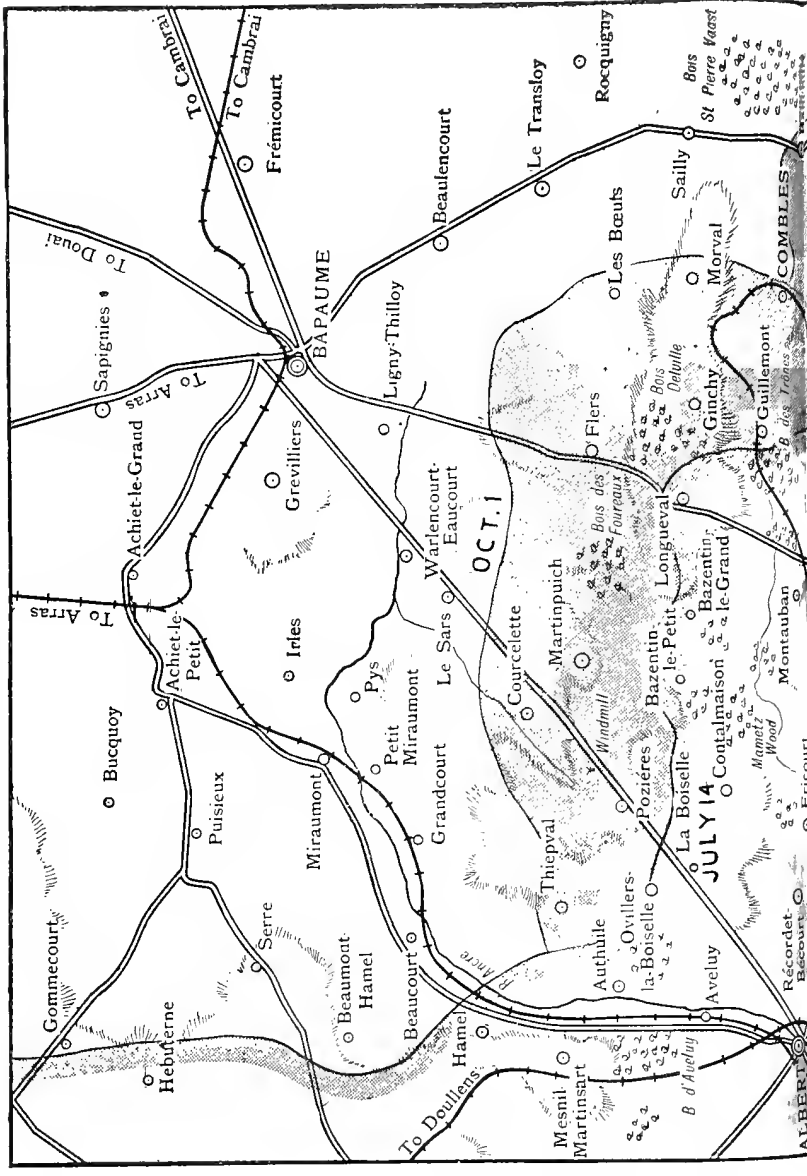 Gommecourt
Hebuterne
Bucquoy
Puisieux
Serre
Beaumont
Hamel
Beaucourt
Hamel
Mesnil
Martinsart
To Doullens
B d'Aveluy
Aveluy
ALBERT
R. Ancre
Authuile
Ovillers-
la-Boiselle
Thiepval
Grandcourt
Miraumont
Petit
Miraumont
Pys
Irles
Achiet-le-
Petit
Achiet-le-Grand
To Arras
Sapignies
To Arras
To Douai
To Cambrai
To Cambrai
Frémicourt
BAPAUME
Grevilliers
Ligny-Thilloy
Warlencourt-
Eaucourt
Le Sars
Courcelette
OCT. 1
Martinpuich
Windmill
Poziéres
La Boiselle
JULY 14
Contalmaison
Bazentin-
le-Petit
Bazentin-
le-Grand
Mametz
Wood
Montauban
Récordet-
Bécourt
Longueval
Bois des
Foureaux
Flers
Bois
Delville
Ginchy
Guillemont
B des Trones
COMBLES
Morval
Les Bœufs
Sailly
Le Transloy
Beaulencourt
Rocquigny
Bois
St Pierre Vaast